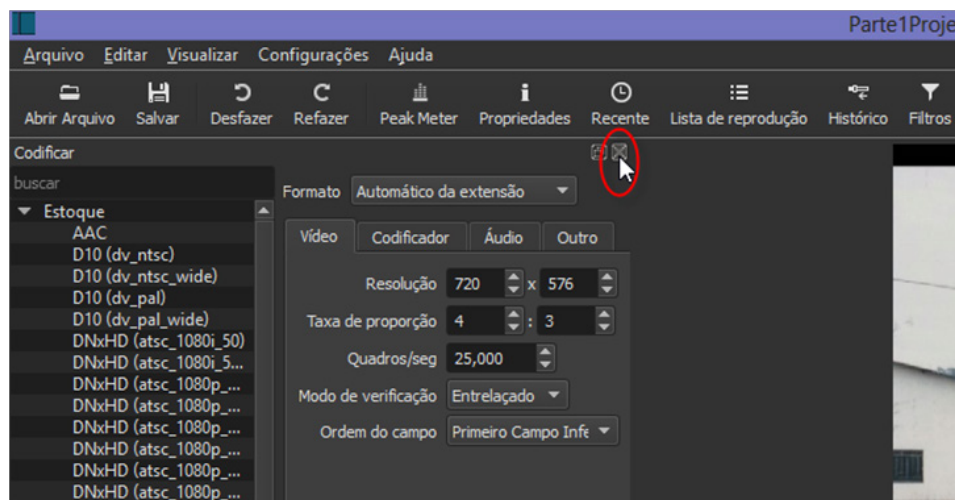 Parte1Proje
Arquivo Editar Visualizar Configurações Ajuda
Abrir Arquivo Salvar Desfazer Refazer Peak Meter Propriedades Recente Lista de reprodução Histórico Filtros
Codificar
buscar
Formato Automático da extensão
Estoque
AAC
D10 (dv_ntsc)
D10 (dv_ntsc_wide)
D10 (dv_pal)
D10 (dv_pal_wide)
DNxHD (atsc_1080i_50)
DNxHD (atsc_1080i_5...
DNxHD (atsc_1080p_...
DNxHD (atsc_1080p_...
DNxHD (atsc_1080p_...
DNxHD (atsc_1080p_...
DNxHD (atsc_1080p_...
DNxHD (atsc_1080p_...
Vídeo Codificador Áudio Outro
Resolução 720 x 576
Taxa de proporção 4 : 3
Quadros/seg 25,000
Modo de verificação Entrelaçado
Ordem do campo Primeiro Campo Infe